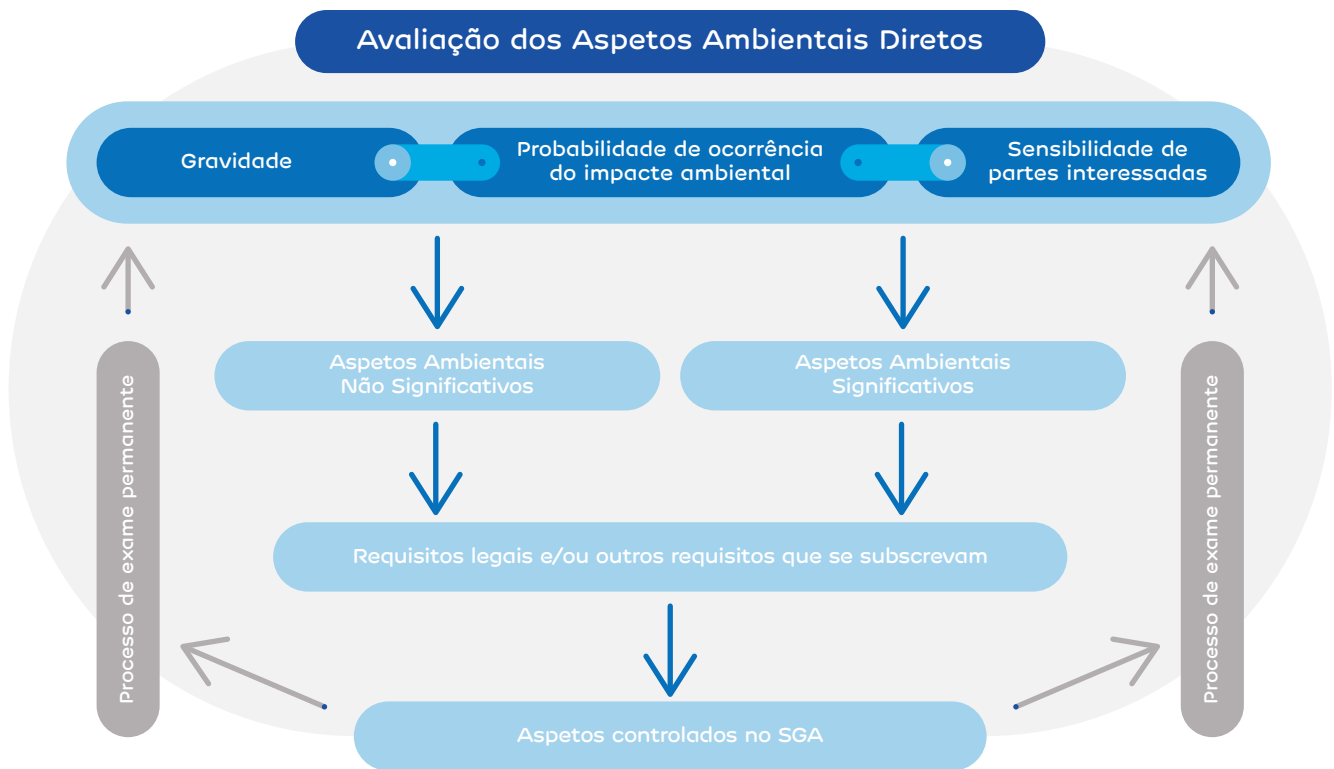 Avaliação dos Aspetos Ambientais Diretos
Gravidade
Probabilidade de ocorrência
do impacte ambiental
Sensibilidade de
partes interessadas
Aspetos Ambientais
Não Significativos
Aspetos Ambientais
Significativos
Processo de exame permanente
Processo de exame permanente
Requisitos legais e/ou outros requisitos que se subscrevam
Aspetos controlados no SGA